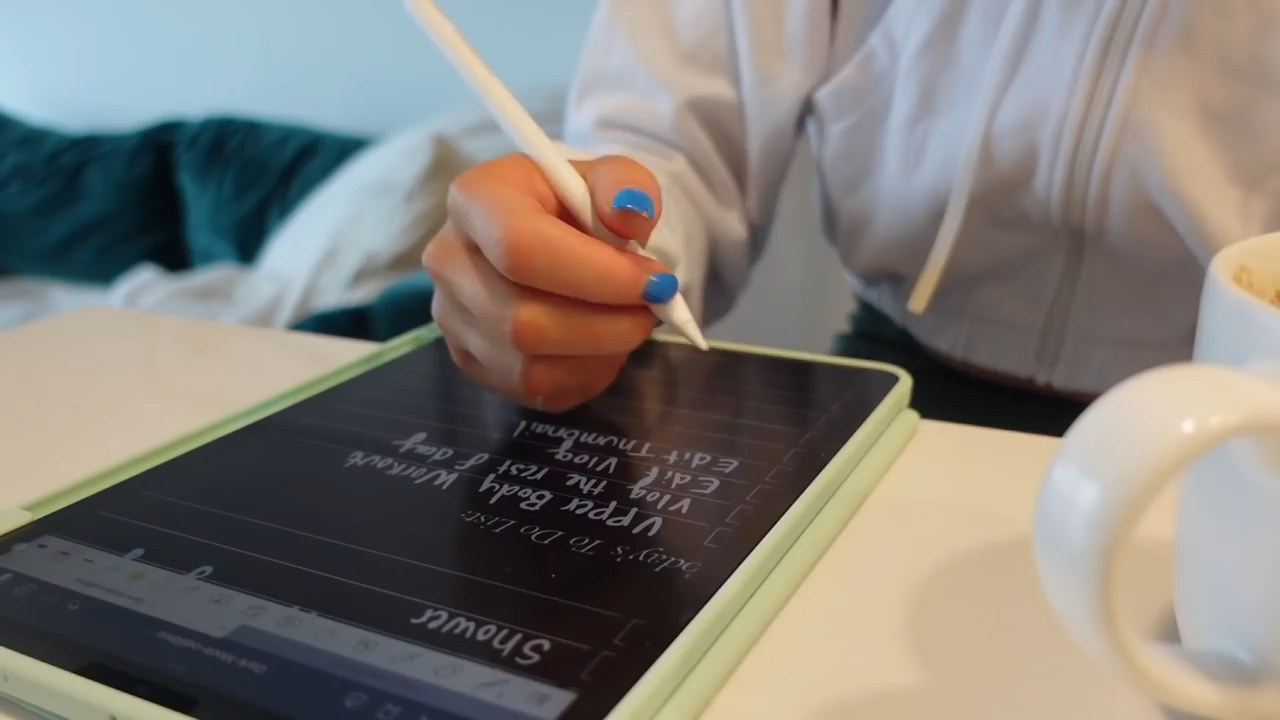 Shower
Today's To Do List:
Upper Body Workout
Vlog the rest of day
Edit Vlog
Edit Thumbnail